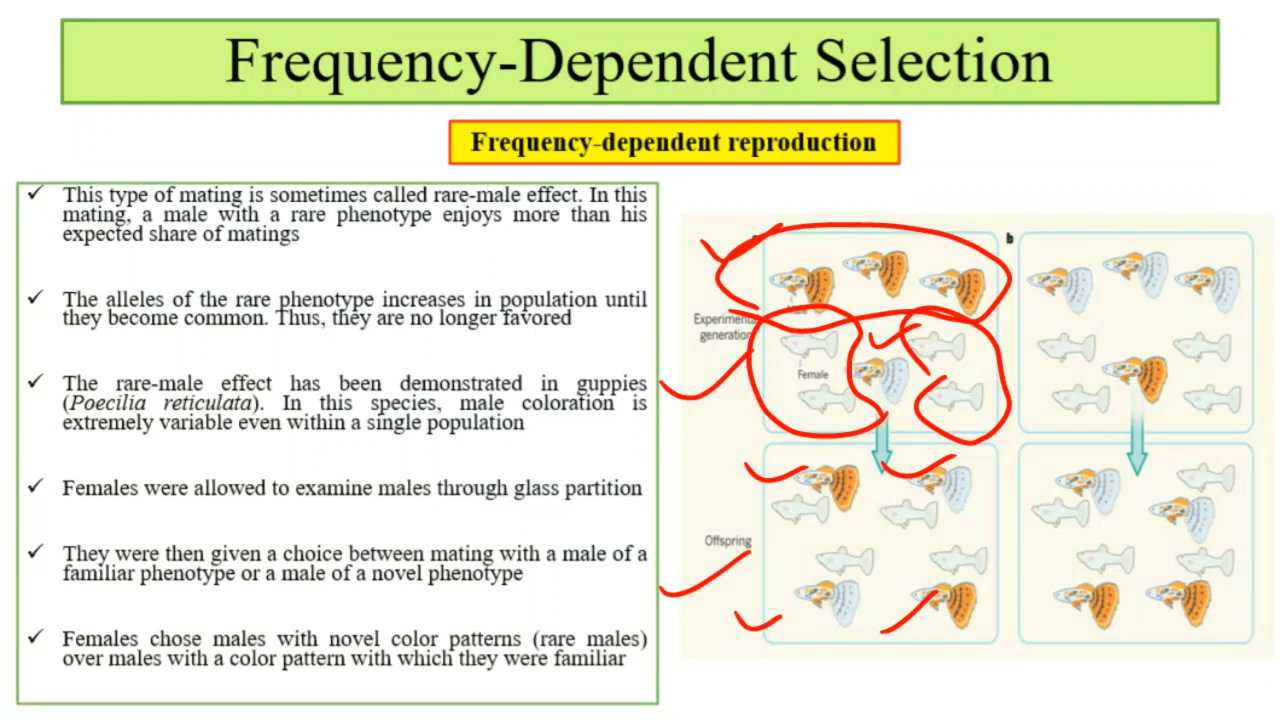 Frequency-Dependent Selection
Frequency-dependent reproduction
✓ This type of mating is sometimes called rare-male effect. In this
mating, a male with a rare phenotype enjoys more than his
expected share of matings
✓ The alleles of the rare phenotype increases in population until
they become common. Thus, they are no longer favored
✓ The rare-male effect has been demonstrated in guppies
(Poecilia reticulata). In this species, male coloration is
extremely variable even within a single population
✓ Females were allowed to examine males through glass partition
✓ They were then given a choice between mating with a male of a
familiar phenotype or a male of a novel phenotype
✓ Females chose males with novel color patterns (rare males)
over males with a color pattern with which they were familiar
b
Experimental
generation
Female
Offspring